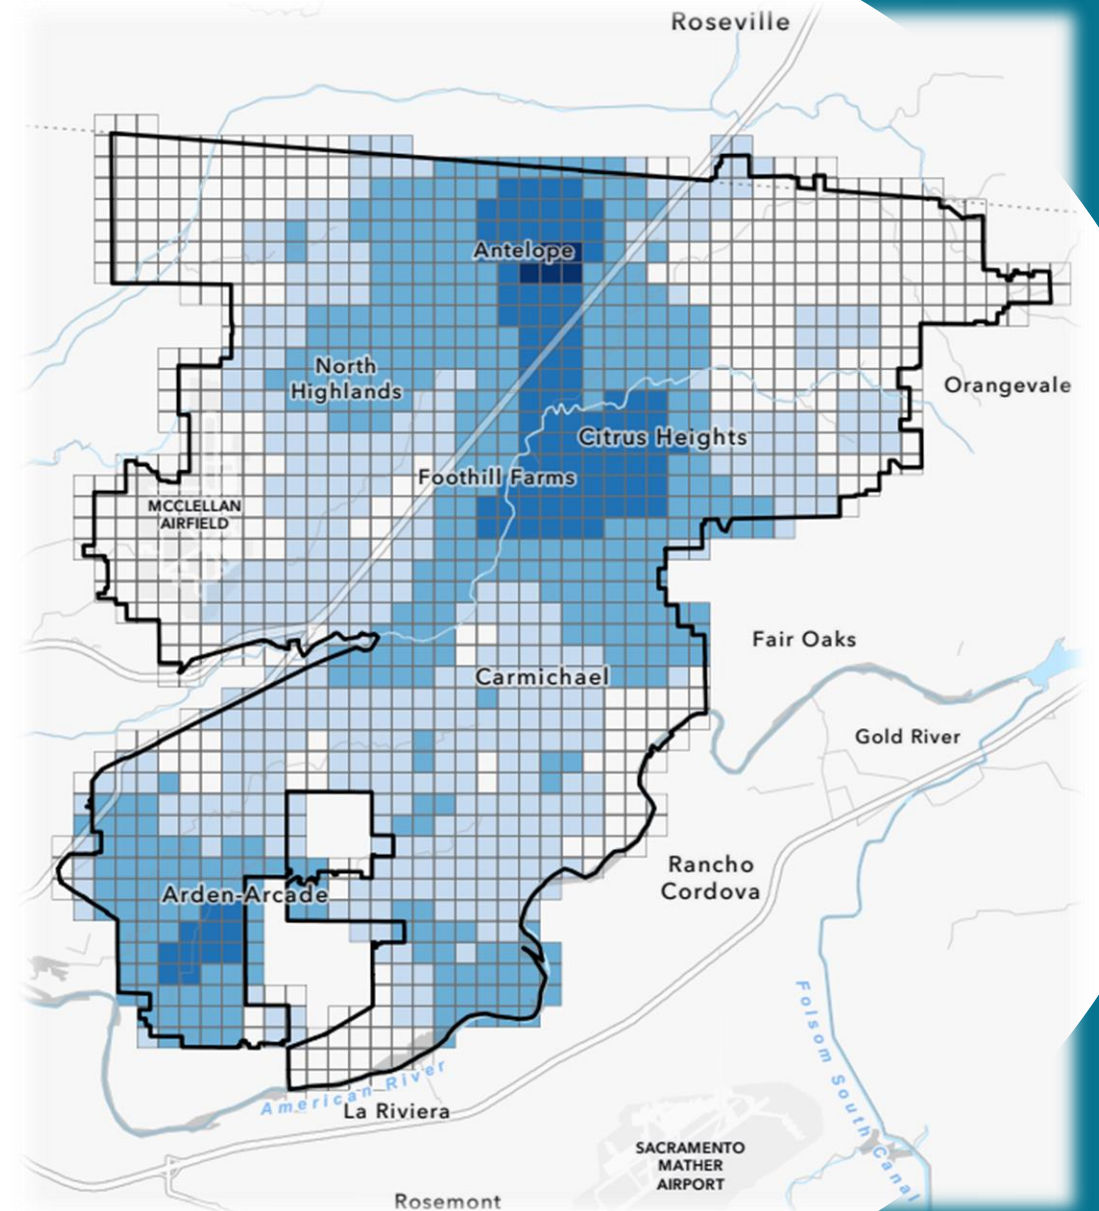 Roseville
Antelope
North
Highlands
Orangevale
Citrus Heights
Foothill Farms
MCCLELLAN
AIRFIELD
Fair Oaks
Carmichael
Gold River
Rancho
Cordova
Arden-Arcade
Folsom South Canal
American River
La Riviera
SACRAMENTO
MATHER
AIRPORT
Rosemont